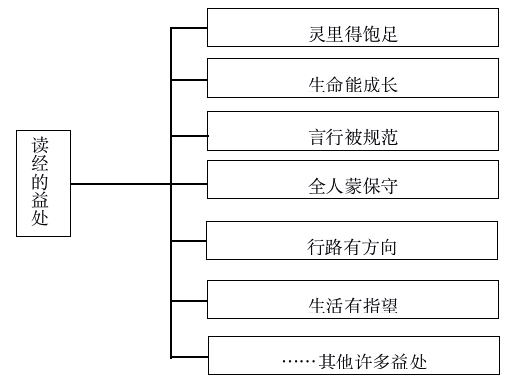 读经的益处
灵里得饱足
生命能成长
言行被规范
全人蒙保守
行路有方向
生活有指望
……其他许多益处